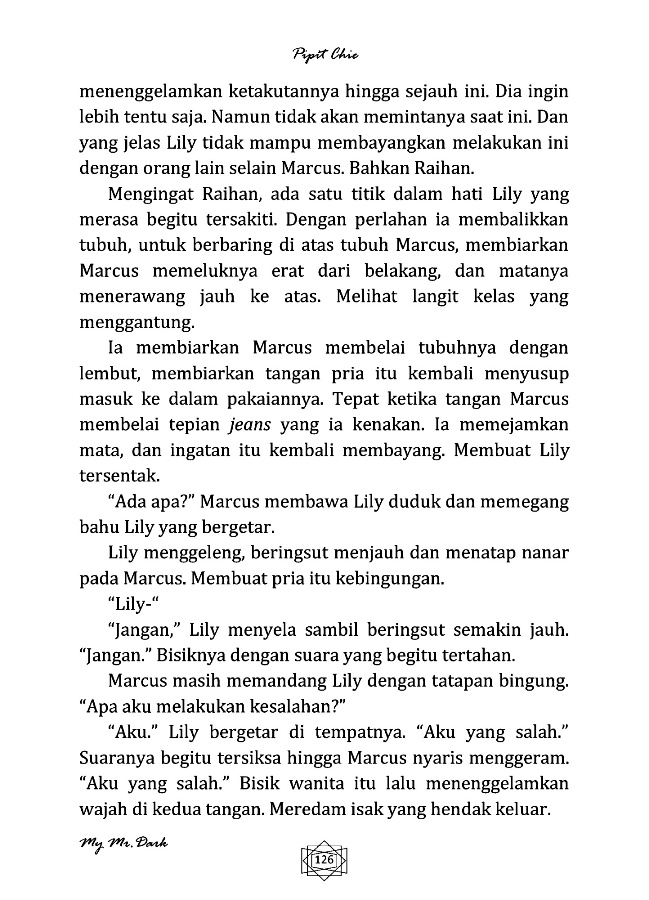 Pipit Chie
menenggelamkan ketakutannya hingga sejauh ini. Dia ingin
lebih tentu saja. Namun tidak akan memintanya saat ini. Dan
yang jelas Lily tidak mampu membayangkan melakukan ini
dengan orang lain selain Marcus. Bahkan Raihan.
Mengingat Raihan, ada satu titik dalam hati Lily yang
merasa begitu tersakiti. Dengan perlahan ia membalikkan
tubuh, untuk berbaring di atas tubuh Marcus, membiarkan
Marcus memeluknya erat dari belakang, dan matanya
menerawang jauh ke atas. Melihat langit kelas yang
menggantung.
Ia membiarkan Marcus membelai tubuhnya dengan
lembut, membiarkan tangan pria itu kembali menyusup
masuk ke dalam pakaiannya. Tepat ketika tangan Marcus
membelai tepian jeans yang ia kenakan. Ia memejamkan
mata, dan ingatan itu kembali membayang. Membuat Lily
tersentak.
“Ada apa?” Marcus membawa Lily duduk dan memegang
bahu Lily yang bergetar.
Lily menggeleng, beringsut menjauh dan menatap nanar
pada Marcus. Membuat pria itu kebingungan.
“Lily-“
“Jangan,” Lily menyela sambil beringsut semakin jauh.
“Jangan.” Bisiknya dengan suara yang begitu tertahan.
Marcus masih memandang Lily dengan tatapan bingung.
“Apa aku melakukan kesalahan?”
“Aku.” Lily bergetar di tempatnya. “Aku yang salah.”
Suaranya begitu tersiksa hingga Marcus nyaris menggeram.
“Aku yang salah.” Bisik wanita itu lalu menenggelamkan
wajah di kedua tangan. Meredam isak yang hendak keluar.
My Mr. Dark
126